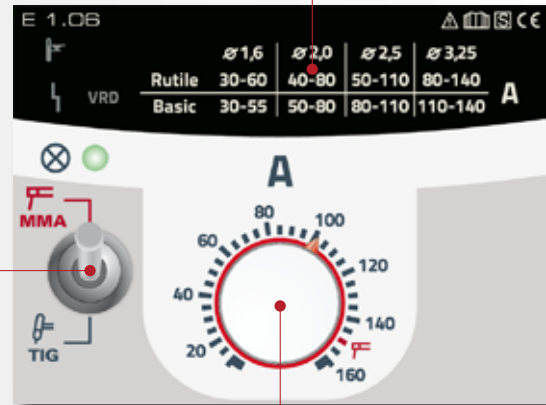 E 1.06
S CE
ø1,6 ø2,0 ø2,5 ø3,25
Rutile 30-60 40-80 50-110 80-140
A
VRD
Basic 30-55 50-80 80-110 110-140
A
MMA
TIG
20
40
60
80
100
120
140
160